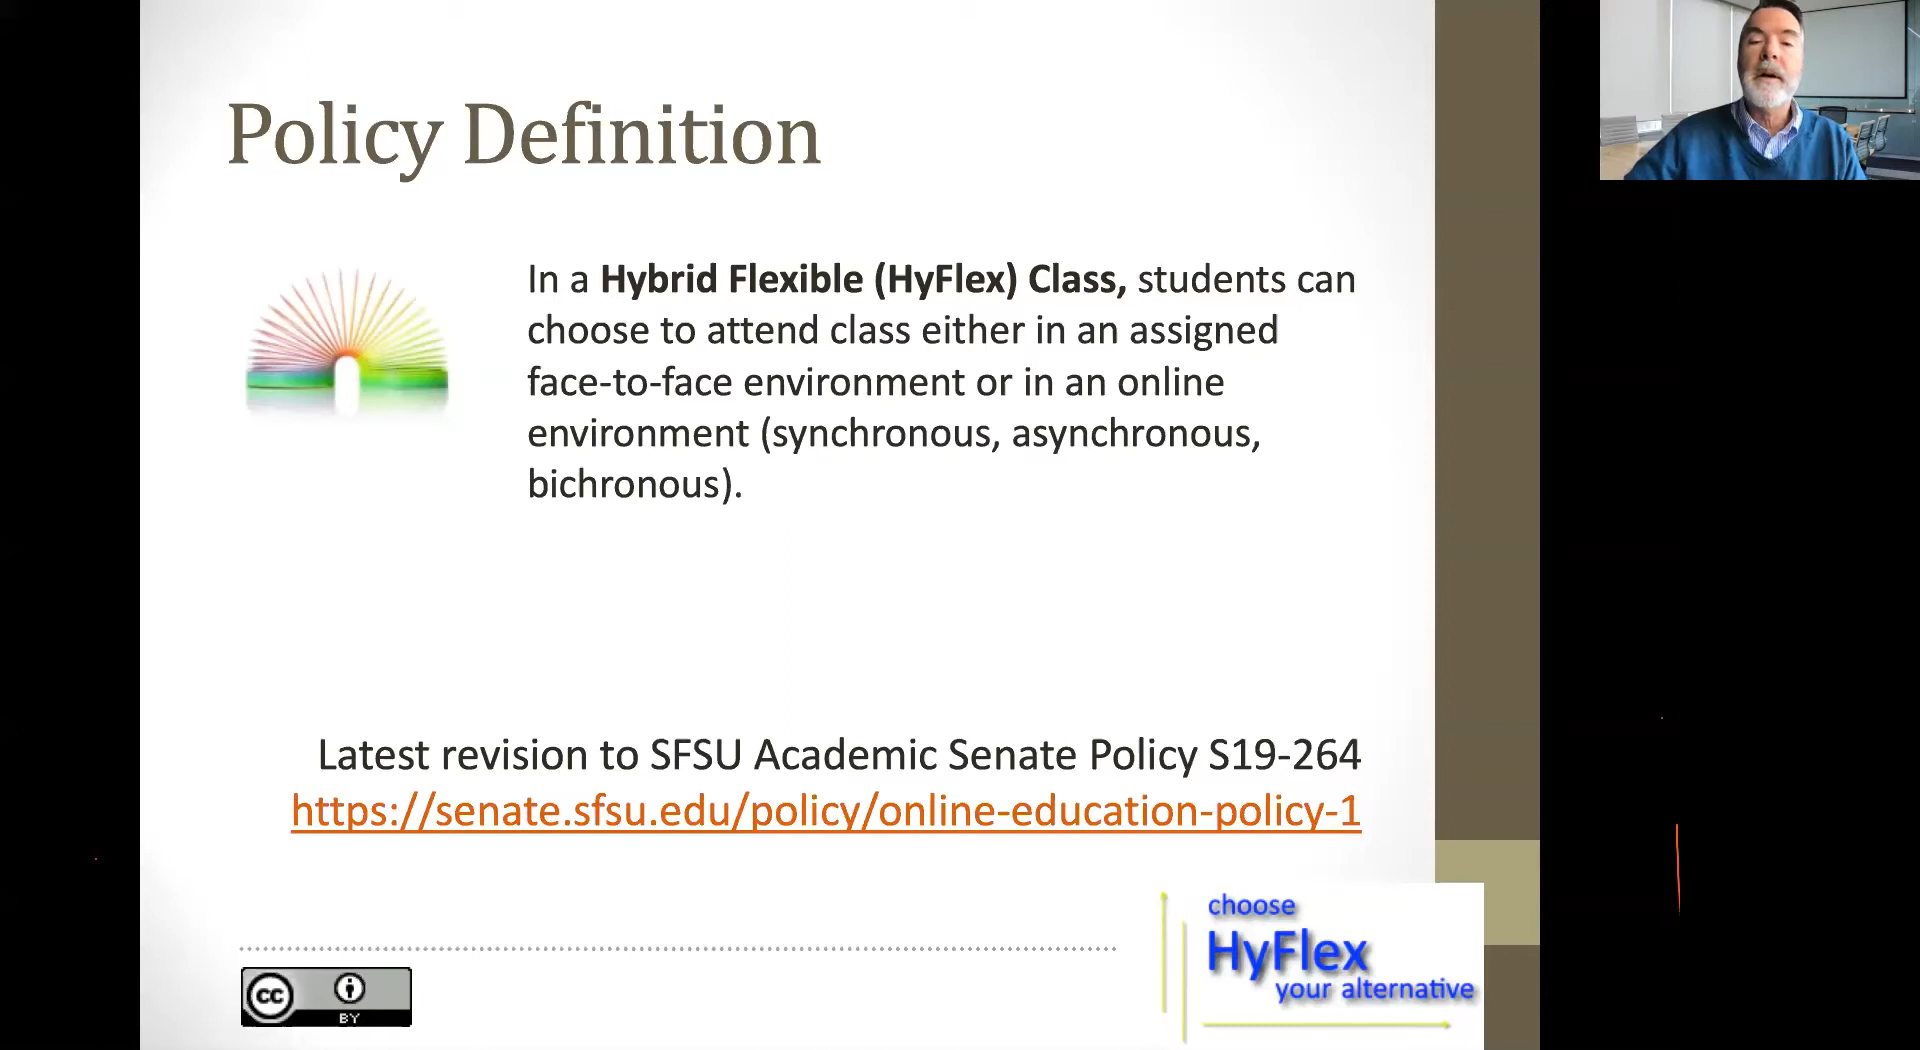 Policy Definition
In a Hybrid Flexible (HyFlex) Class, students can
choose to attend class either in an assigned
face-to-face environment or in an online
environment (synchronous, asynchronous,
bichronous).
Latest revision to SFSU Academic Senate Policy S19-264
https://senate.sfsu.edu/policy/online-education-policy-1
choose
HyFlex
your alternative
cc
BY